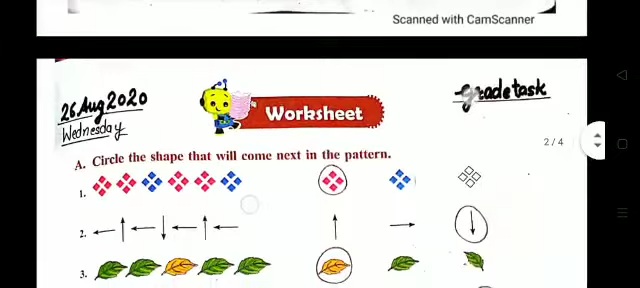 Scanned with CamScanner
26 Aug 2020
Wednesday
Worksheet
grade task
2/4
A. Circle the shape that will come next in the pattern.
1.
2.
3.